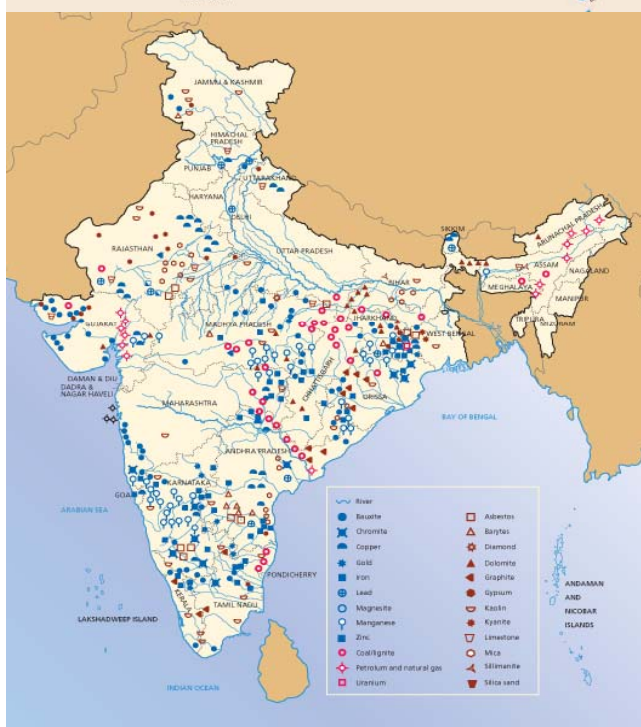 JAMMU & KASHMIR
HIMACHAL
PRADESH
PUNJAB
UTTARAKHAND
HARYANA
DELHI
RAJASTHAN
UTTAR PRADESH
SIKKIM
ARUNACHAL PRADESH
ASSAM
NAGALAND
MEGHALAYA
MANIPUR
TRIPURA
MIZORAM
BIHAR
JHARKHAND
WEST BENGAL
GUJARAT
MADHYA PRADESH
CHHATTISGARH
ORISSA
DAMAN & DIU
DADRA &
NAGAR HAVELI
MAHARASHTRA
BAY OF BENGAL
ANDHRA PRADESH
KARNATAKA
GOA
ARABIAN SEA
PONDICHERRY
KERALA
TAMIL NADU
LAKSHADWEEP ISLAND
INDIAN OCEAN
ANDAMAN
AND
NICOBAR
ISLANDS
River
Bauxite
Chromita
Copper
Gold
Iron
Lead
Magnesite
Manganese
Zinc
Coal/lignite
Petrolium and natural gas
Uranium
Asbestos
Barytes
Diamond
Dolomite
Graphite
Gypsum
Kaolin
Kyanite
Limestone
Mica
Sillimanite
Silica sand